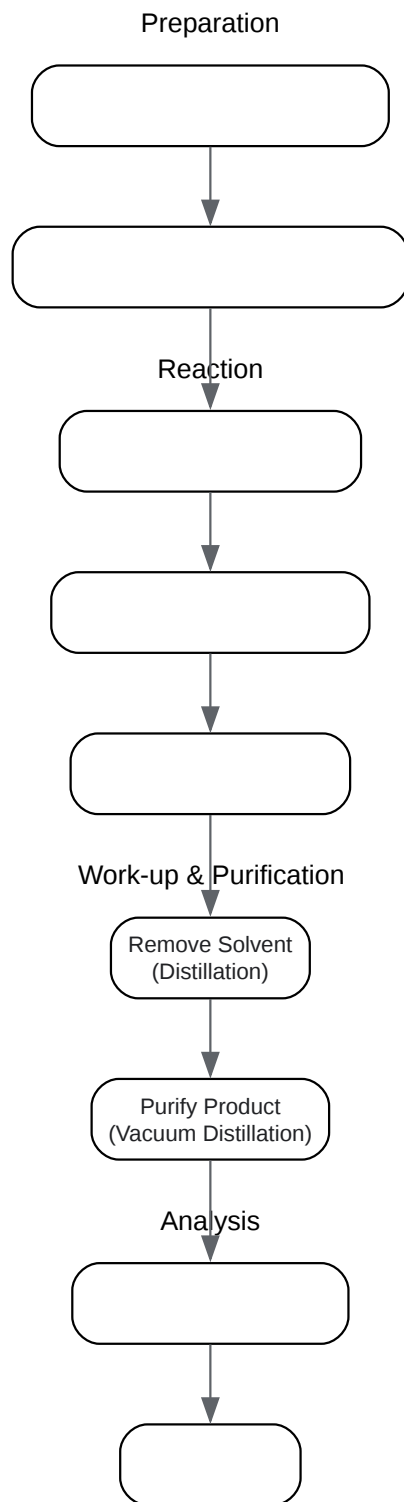 Preparation
Reaction
Work-up & Purification
Remove Solvent
(Distillation)
Purify Product
(Vacuum Distillation)
Analysis